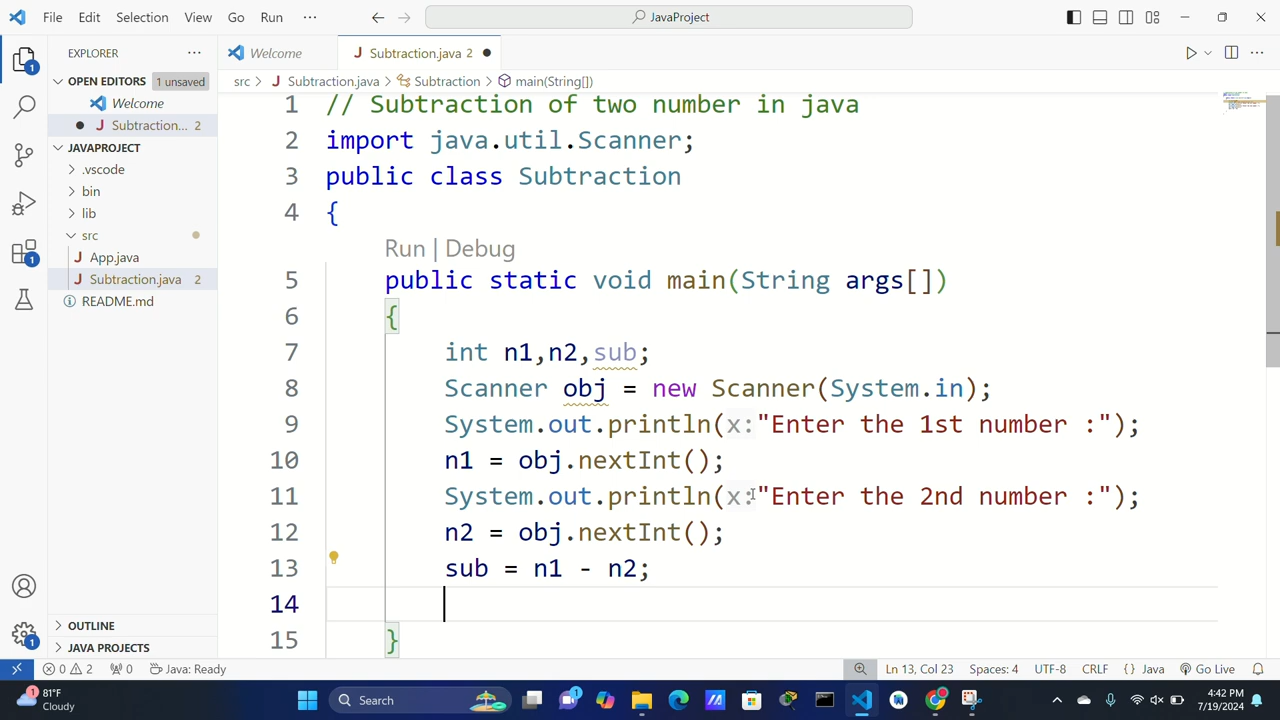 File Edit Selection View Go Run ··· JavaProject
EXPLORER ··· Welcome J Subtraction.java 2
OPEN EDITORS 1 unsaved
src > J Subtraction.java > Subtraction > main(String[])
Welcome
J Subtraction... 2
JAVAPROJECT
.vscode
bin
lib
src
J App.java
J Subtraction.java 2
README.md
1 // Subtraction of two number in java
2 import java.util.Scanner;
3 public class Subtraction
4 {
Run | Debug
5 public static void main(String args[])
6 {
7 int n1,n2,sub;
8 Scanner obj = new Scanner(System.in);
9 System.out.println(x:"Enter the 1st number :");
10 n1 = obj.nextInt();
11 System.out.println(x:"Enter the 2nd number :");
12 n2 = obj.nextInt();
13 sub = n1 - n2;
14
15 }
OUTLINE
JAVA PROJECTS
1
1
1
0 2 0 Java: Ready Ln 13, Col 23 Spaces: 4 UTF-8 CRLF {} Java Go Live
1 81°F
Cloudy
Search
1
4:42 PM
7/19/2024